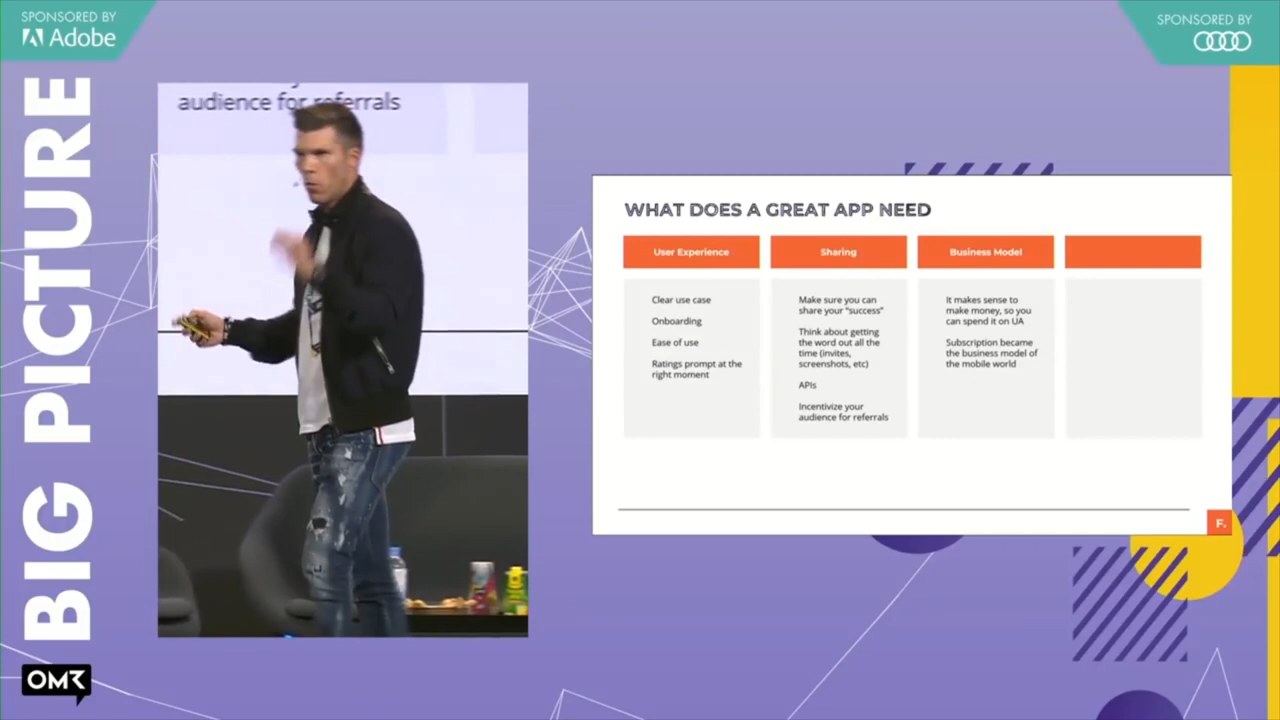 SPONSORED BY
Adobe
SPONSORED BY
BIG PICTURE
OMR
audience for referrals
WHAT DOES A GREAT APP NEED
User Experience
Clear use case
Onboarding
Ease of use
Ratings prompt at the
right moment
Sharing
Make sure you can
share your “success”
Think about getting
the word out all the
time (invites,
screenshots, etc)
APIs
Incentivize your
audience for referrals
Business Model
It makes sense to
make money, so you
can spend it on UA
Subscription became
the business model of
the mobile world
F.